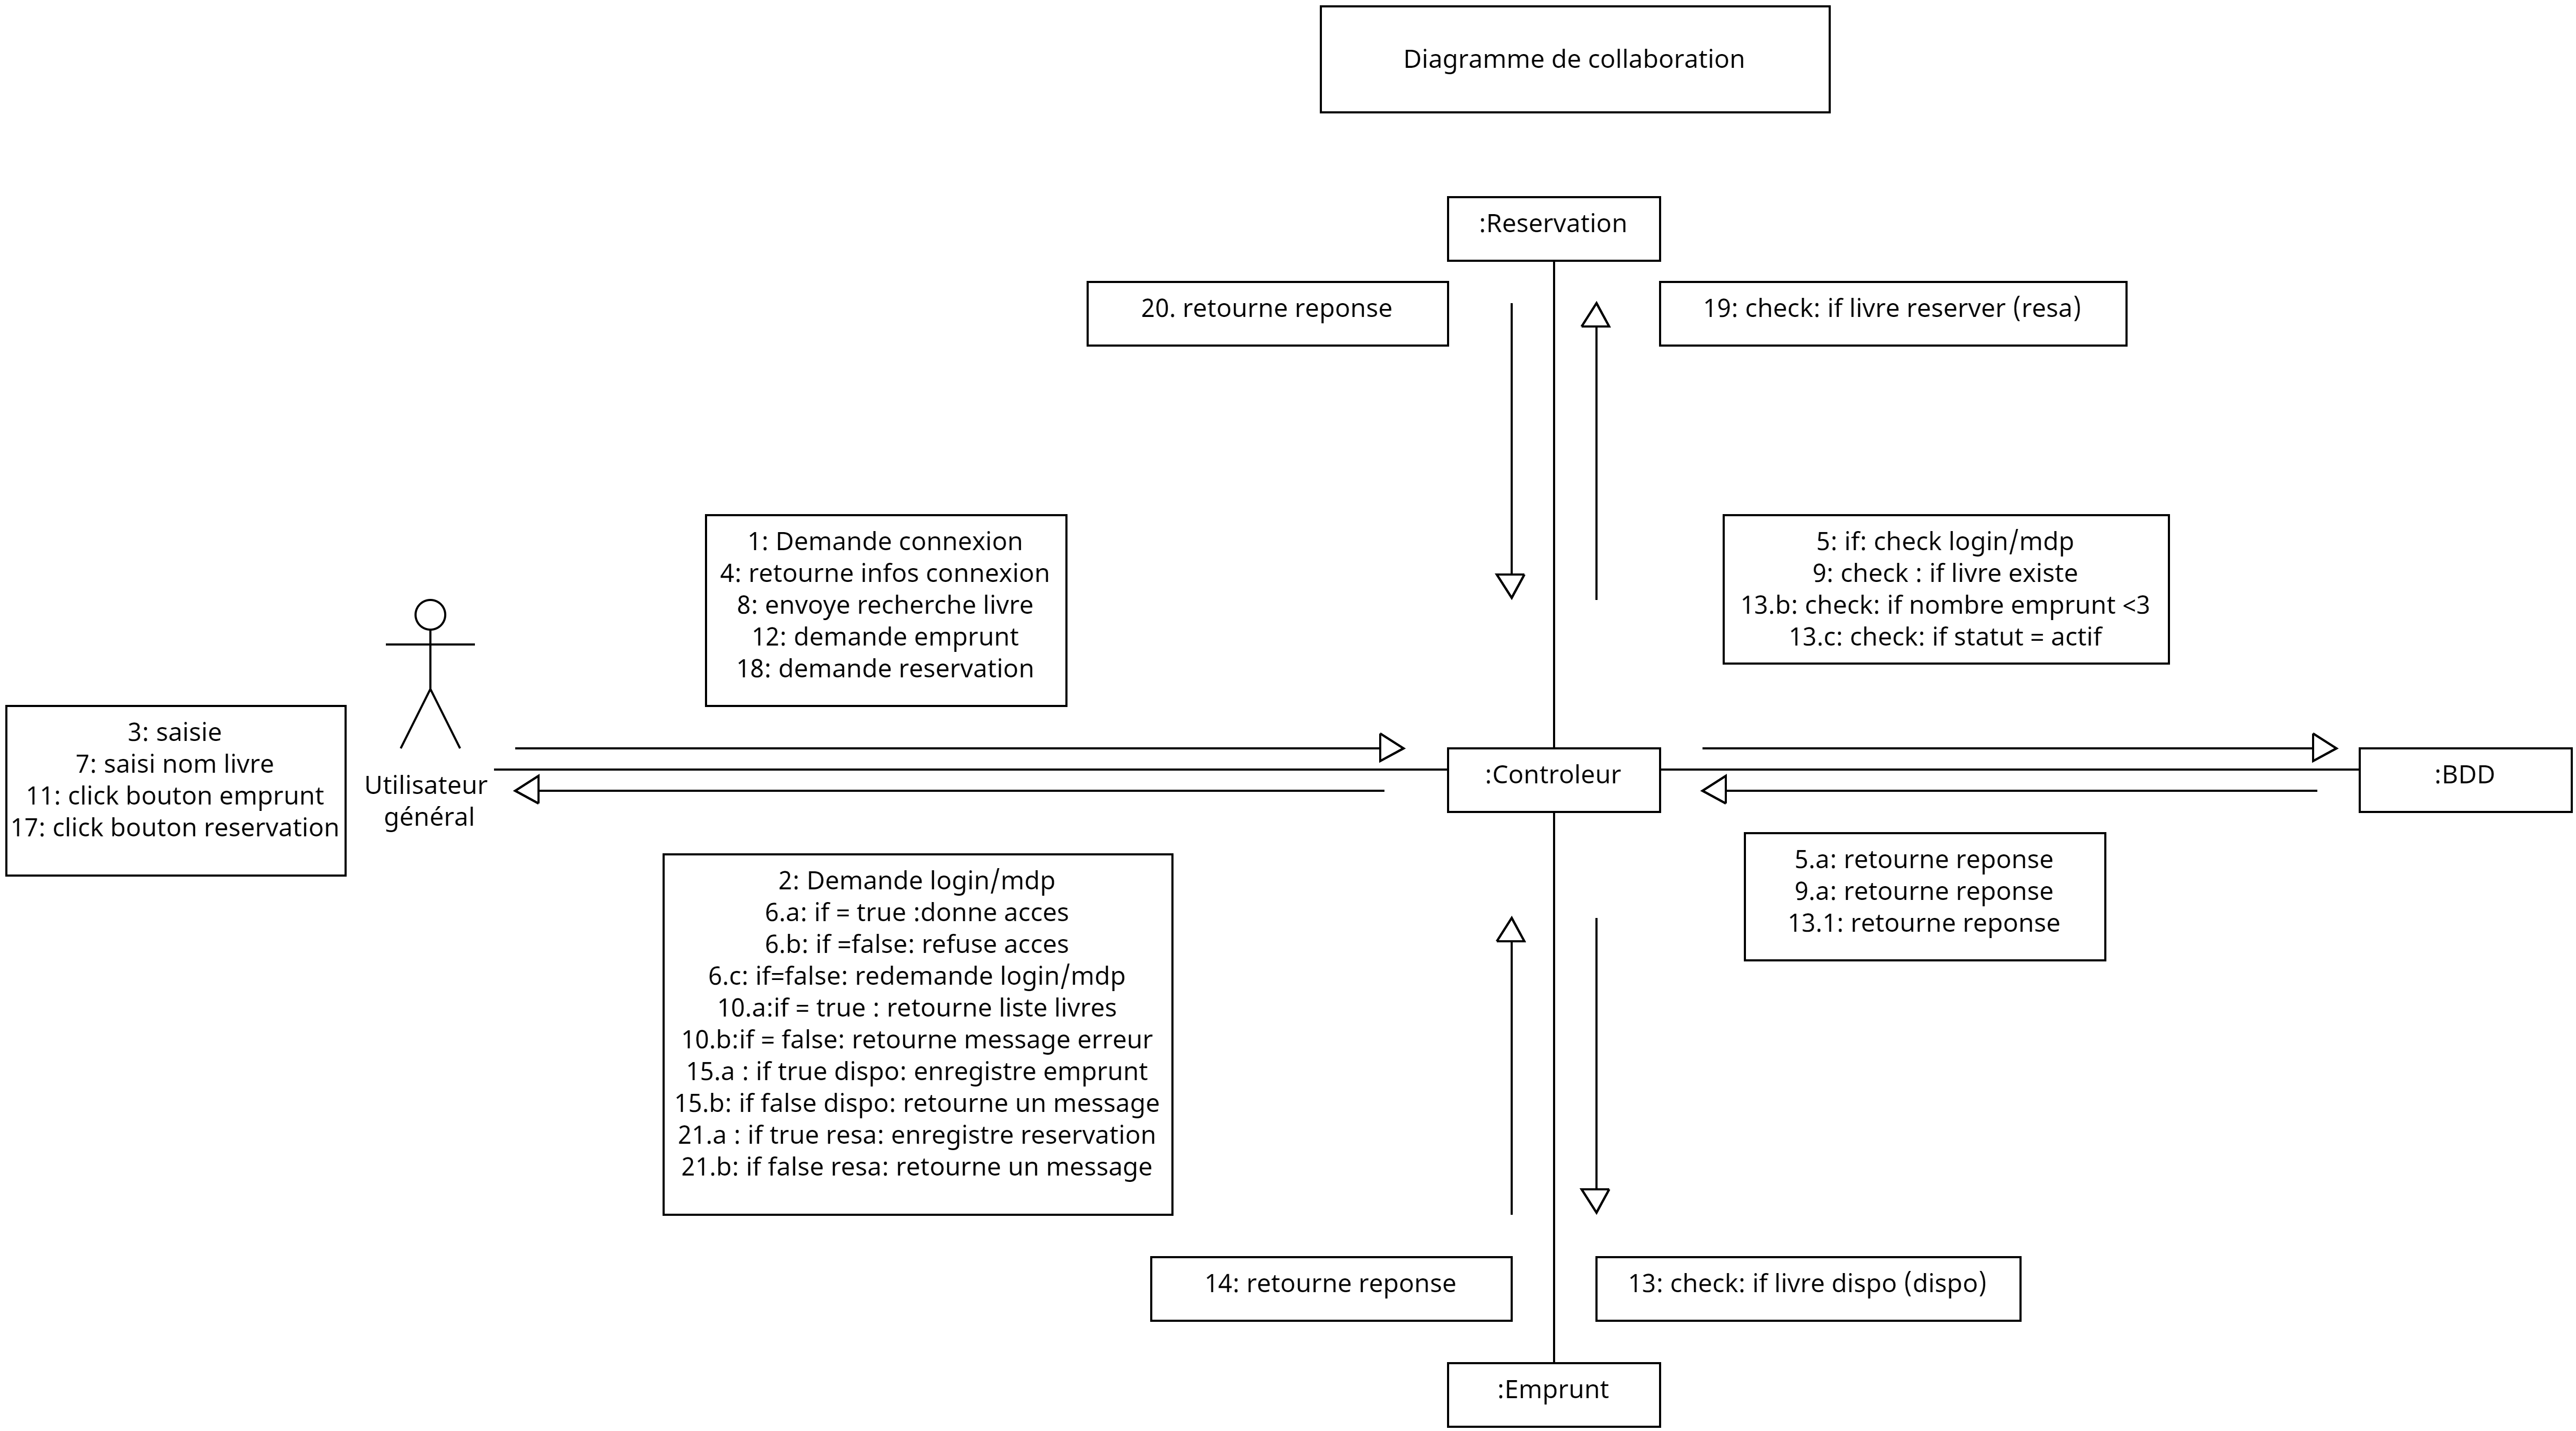 Diagramme de collaboration
:Reservation
20. retourne reponse
19: check: if livre reserver (resa)
1: Demande connexion
4: retourne infos connexion
8: envoye recherche livre
12: demande emprunt
18: demande reservation
5: if: check login/mdp
9: check : if livre existe
13.b: check: if nombre emprunt <3
13.c: check: if statut = actif
3: saisie
7: saisi nom livre
11: click bouton emprunt
17: click bouton reservation
Utilisateur
général
:Controleur
:BDD
2: Demande login/mdp
6.a: if = true :donne acces
6.b: if =false: refuse acces
6.c: if=false: redemande login/mdp
10.a:if = true : retourne liste livres
10.b:if = false: retourne message erreur
15.a : if true dispo: enregistre emprunt
15.b: if false dispo: retourne un message
21.a : if true resa: enregistre reservation
21.b: if false resa: retourne un message
5.a: retourne reponse
9.a: retourne reponse
13.1: retourne reponse
14: retourne reponse
13: check: if livre dispo (dispo)
:Emprunt